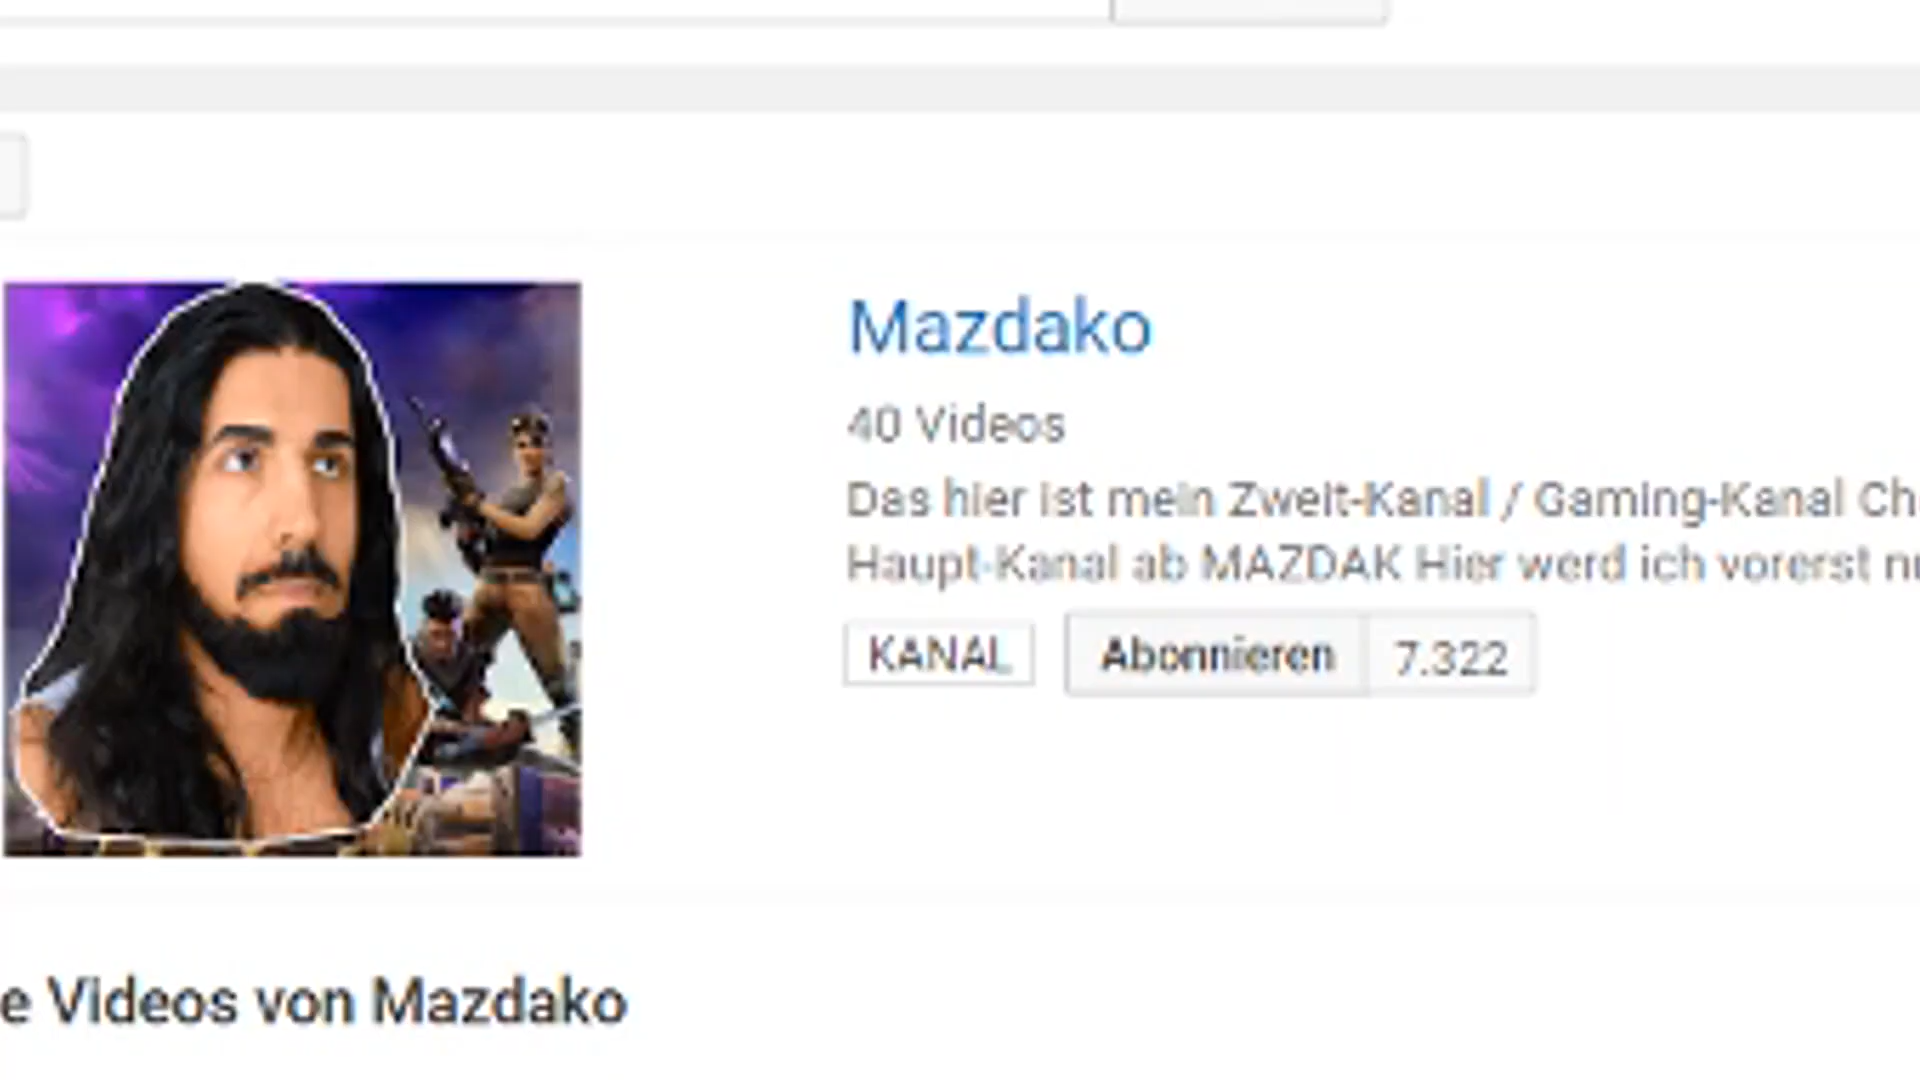 Mazdako
40 Videos
Das hier ist mein Zweit-Kanal / Gaming-Kanal
Haupt-Kanal ab MAZDAK Hier werd ich vorerst
KANAL Abonnieren 7.322
Videos von Mazdako